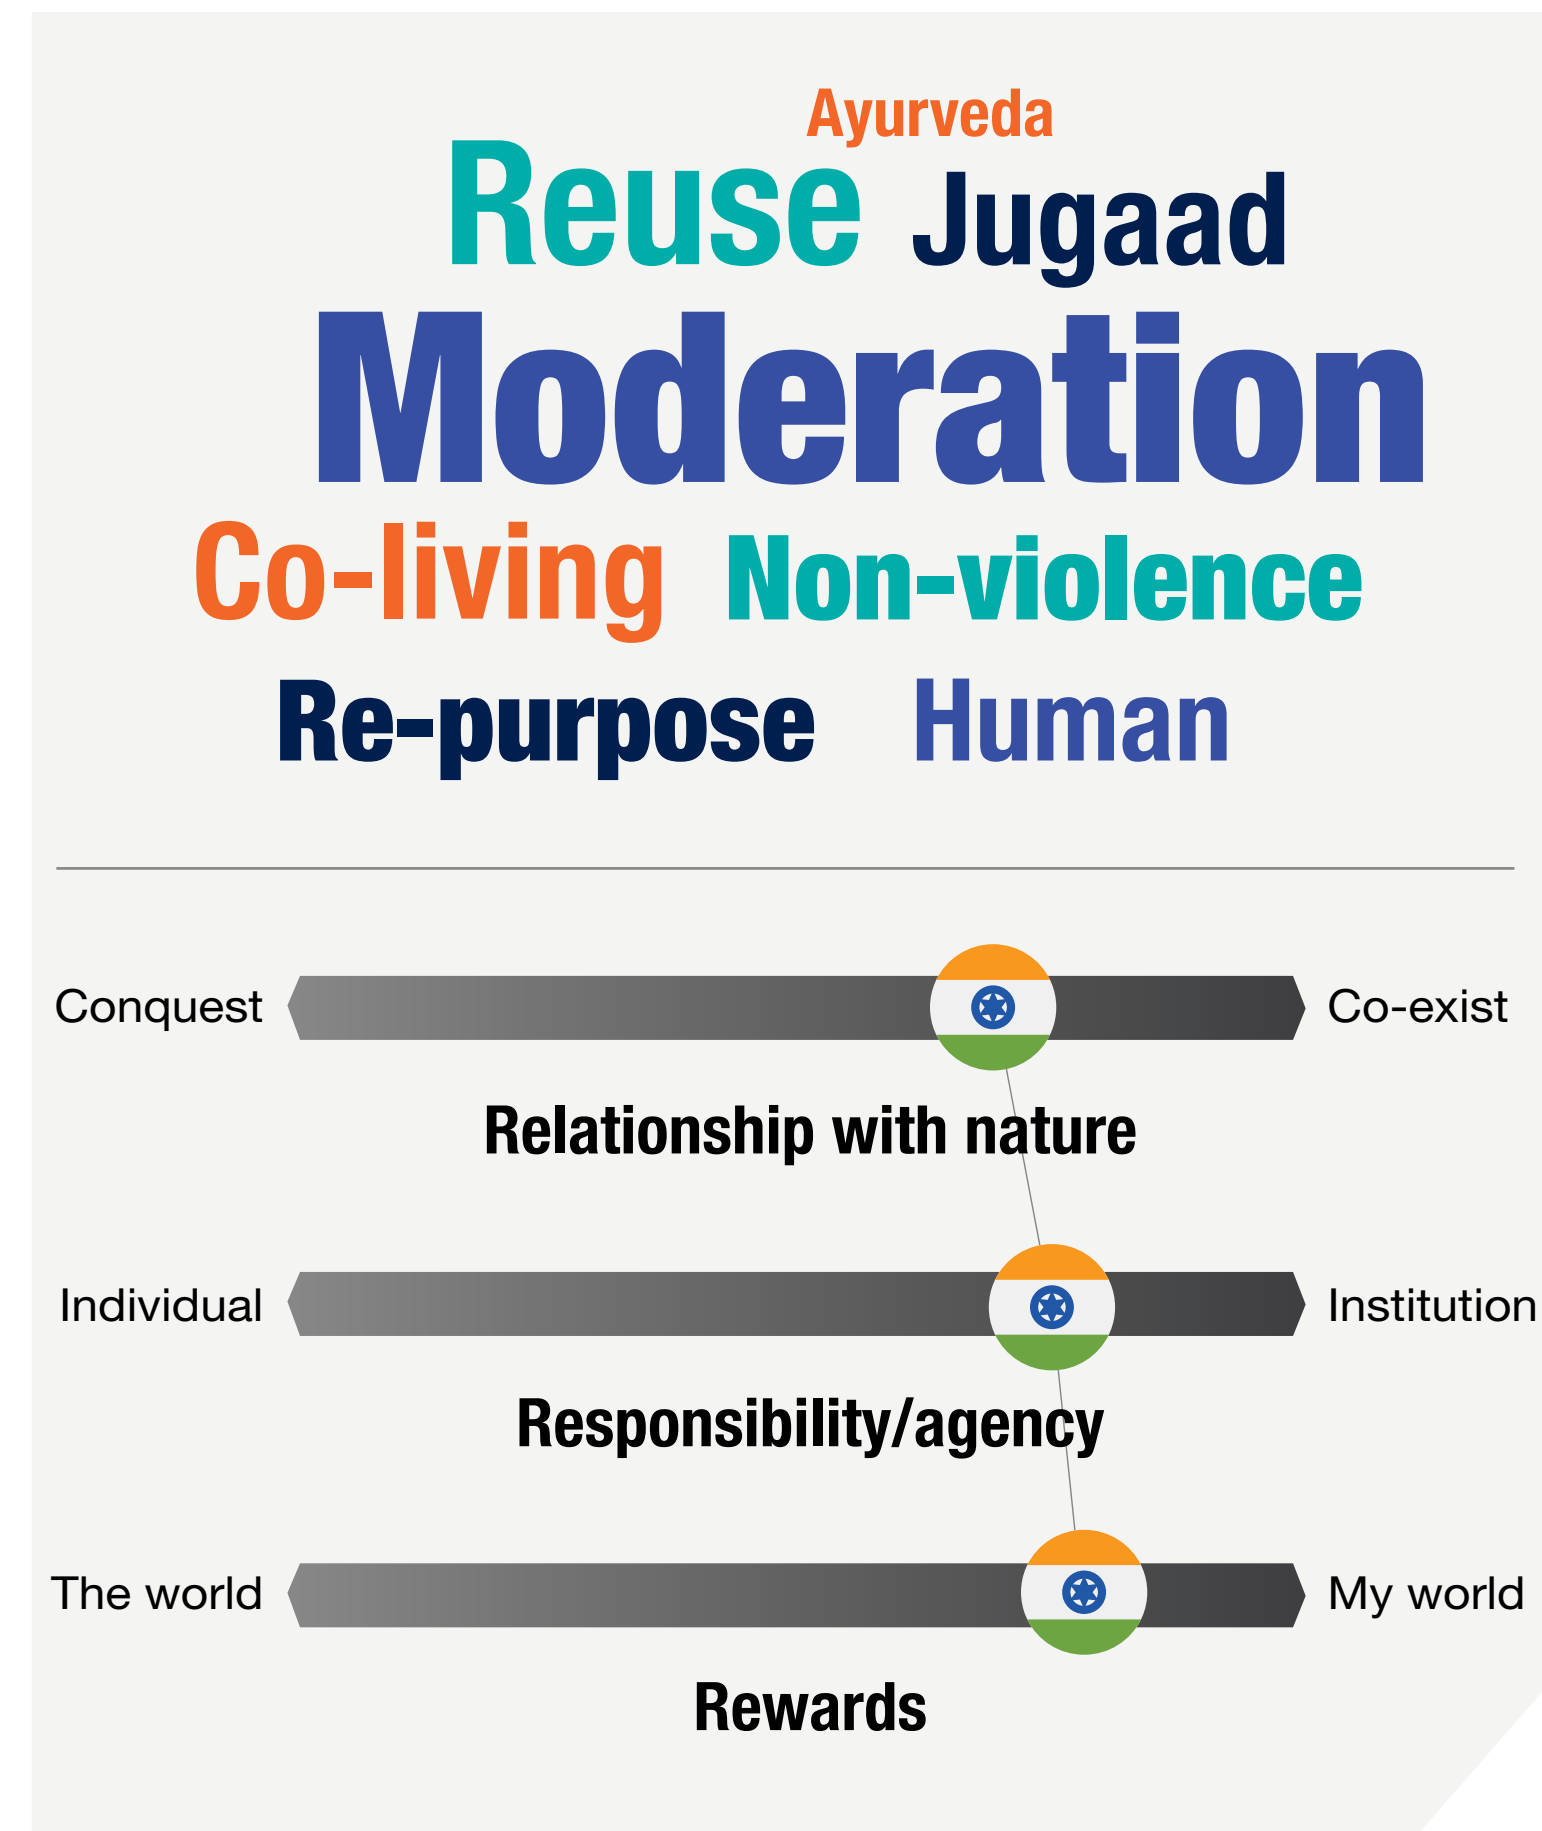 Ayurveda
Reuse Jugaad
Moderation
Co-living Non-violence
Re-purpose Human
Conquest Co-exist
Relationship with nature
Individual Institution
Responsibility/agency
The world My world
Rewards